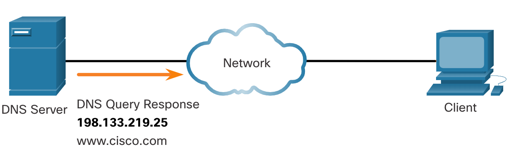 Network
DNS Server
DNS Query Response
198.133.219.25
www.cisco.com
Client